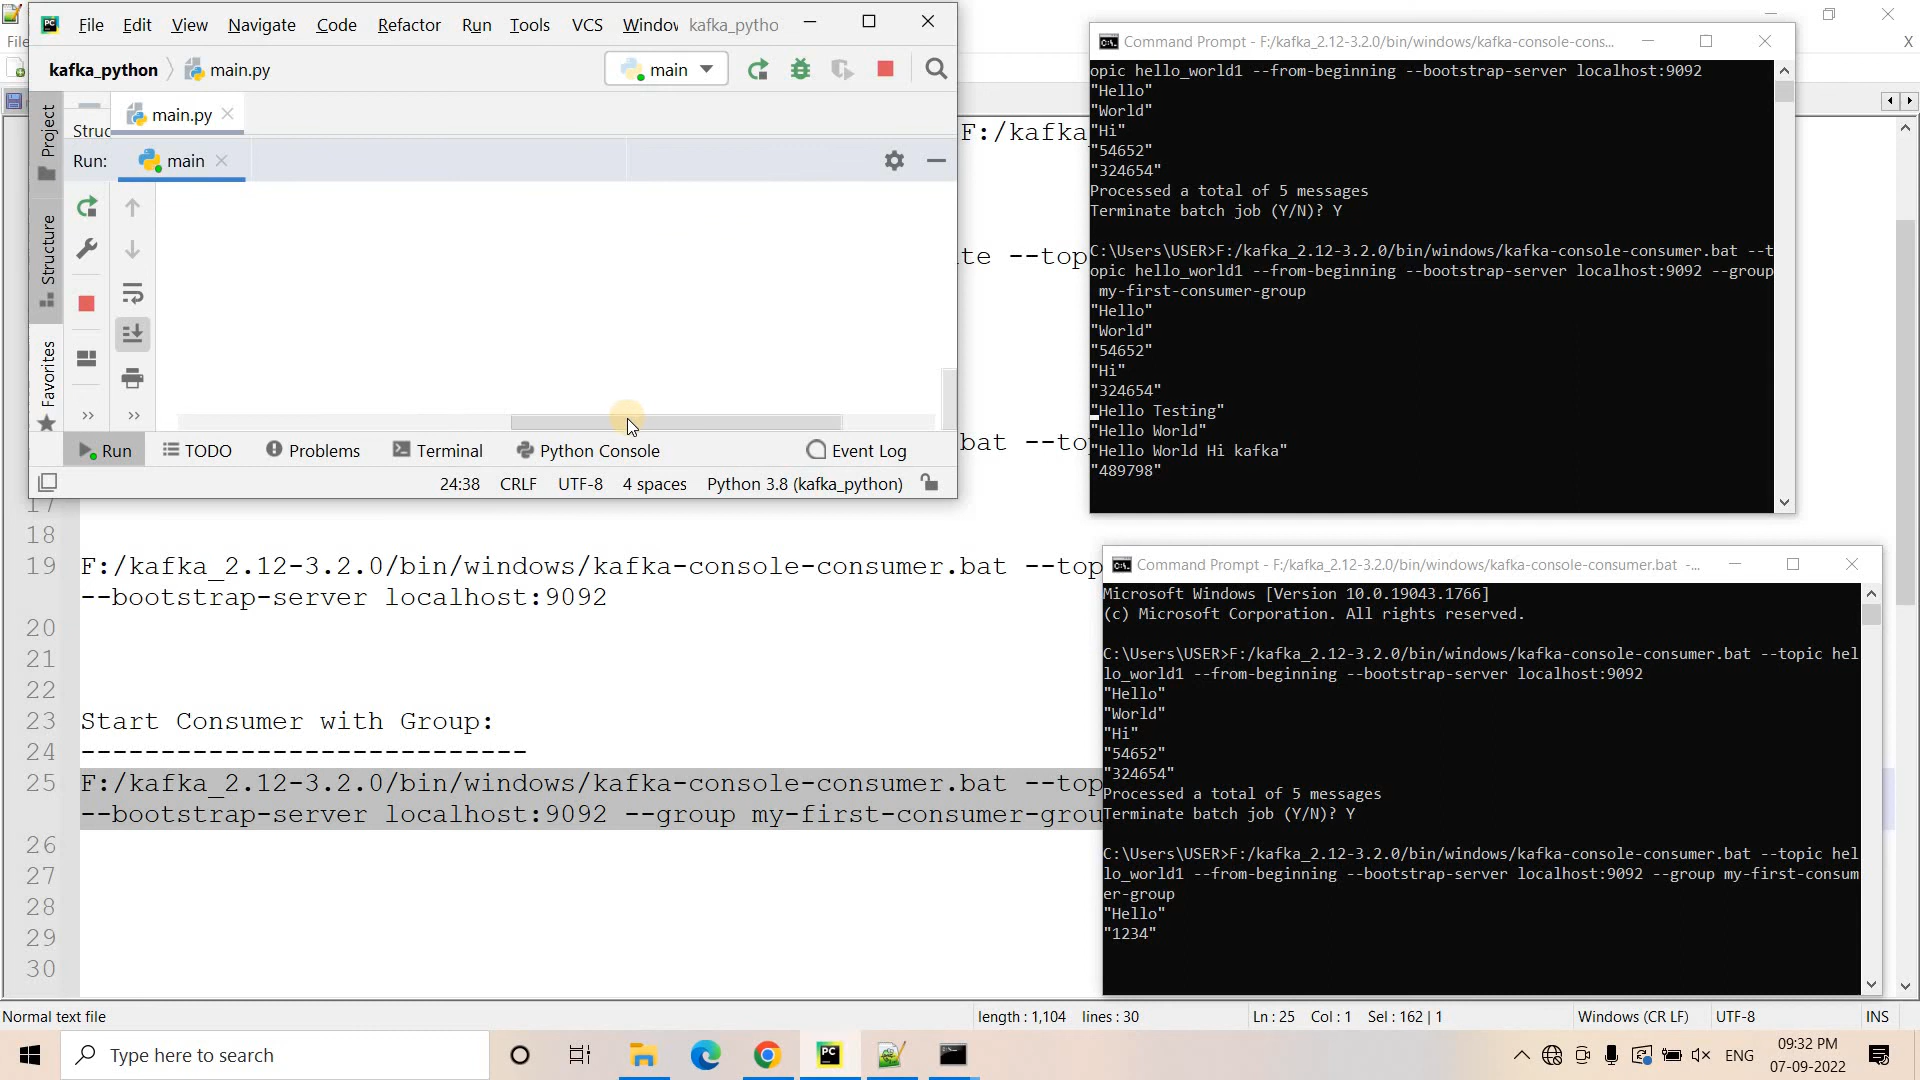 File Edit View Navigate Code Refactor Run Tools VCS Window kafka_pytho
kafka_python main.py main
Project
main.py
Struc
Run: main
Structure
Favorites
Run TODO Problems Terminal Python Console Event Log
24:38 CRLF UTF-8 4 spaces Python 3.8 (kafka_python)
File
X
F:/kafka
te --top
bat --to
17
18
19 F:/kafka_2.12-3.2.0/bin/windows/kafka-console-consumer.bat --top
--bootstrap-server localhost:9092
20
21
22
23 Start Consumer with Group:
24 ----------------------------
25 F:/kafka_2.12-3.2.0/bin/windows/kafka-console-consumer.bat --top
--bootstrap-server localhost:9092 --group my-first-consumer-grou
26
27
28
29
30
Command Prompt - F:/kafka_2.12-3.2.0/bin/windows/kafka-console-cons...
opic hello_world1 --from-beginning --bootstrap-server localhost:9092
"Hello"
"World"
"Hi"
"54652"
"324654"
Processed a total of 5 messages
Terminate batch job (Y/N)? Y
C:\Users\USER>F:/kafka_2.12-3.2.0/bin/windows/kafka-console-consumer.bat --t
opic hello_world1 --from-beginning --bootstrap-server localhost:9092 --group
my-first-consumer-group
"Hello"
"World"
"54652"
"Hi"
"324654"
"Hello Testing"
"Hello World"
"Hello World Hi kafka"
"489798"
Command Prompt - F:/kafka_2.12-3.2.0/bin/windows/kafka-console-consumer.bat -...
Microsoft Windows [Version 10.0.19043.1766]
(c) Microsoft Corporation. All rights reserved.
C:\Users\USER>F:/kafka_2.12-3.2.0/bin/windows/kafka-console-consumer.bat --topic hel
lo_world1 --from-beginning --bootstrap-server localhost:9092
"Hello"
"World"
"Hi"
"54652"
"324654"
Processed a total of 5 messages
Terminate batch job (Y/N)? Y
C:\Users\USER>F:/kafka_2.12-3.2.0/bin/windows/kafka-console-consumer.bat --topic hel
lo_world1 --from-beginning --bootstrap-server localhost:9092 --group my-first-consum
er-group
"Hello"
"1234"
Normal text file length : 1,104 lines : 30 Ln : 25 Col : 1 Sel : 162 | 1 Windows (CR LF) UTF-8 INS
Type here to search
ENG
09:32 PM
07-09-2022